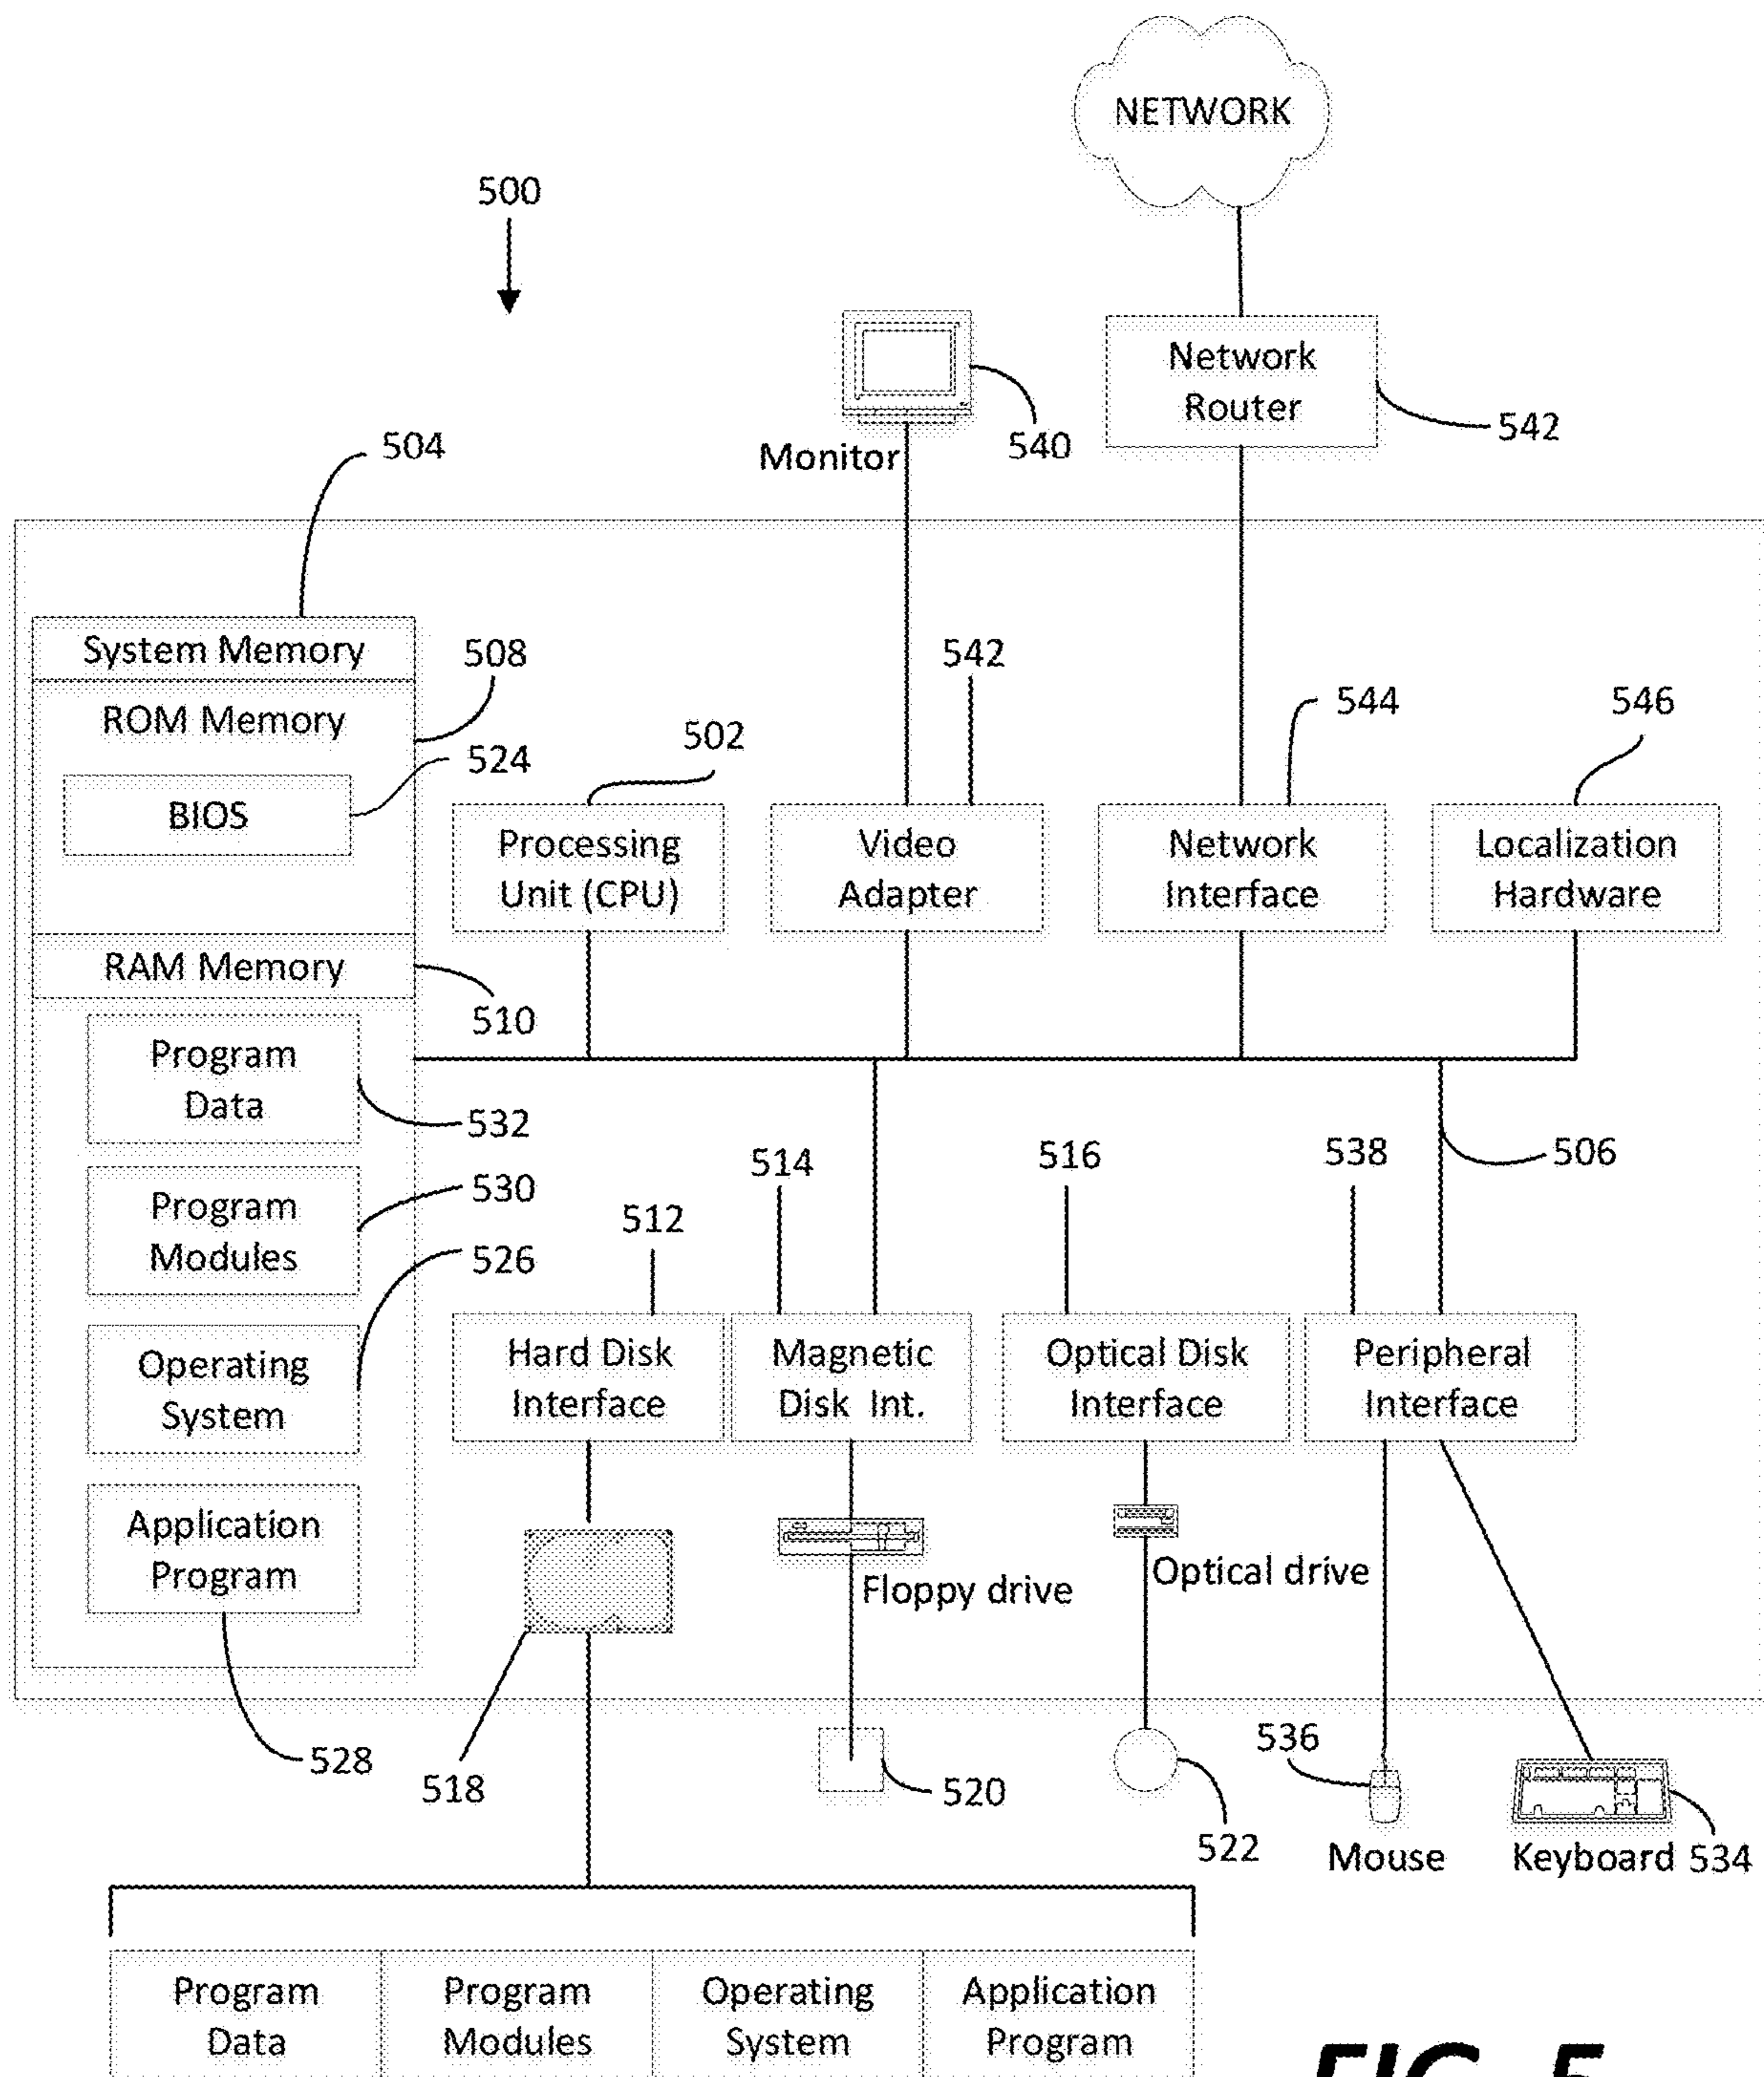 NETWORK
500
Network
Router
542
540
Monitor
504
System Memory
508
ROM Memory
524
BIOS
502
Processing
Unit (CPU)
542
Video
Adapter
544
Network
Interface
546
Localization
Hardware
RAM Memory
510
Program
Data
532
Program
Modules
530
Operating
System
526
Application
Program
528
506
512
Hard Disk
Interface
514
Magnetic
Disk Int.
516
Optical Disk
Interface
538
Peripheral
Interface
Floppy drive
Optical drive
518
520
522
536
Mouse
Keyboard 534
Program
Data
Program
Modules
Operating
System
Application
Program
FIG. 5